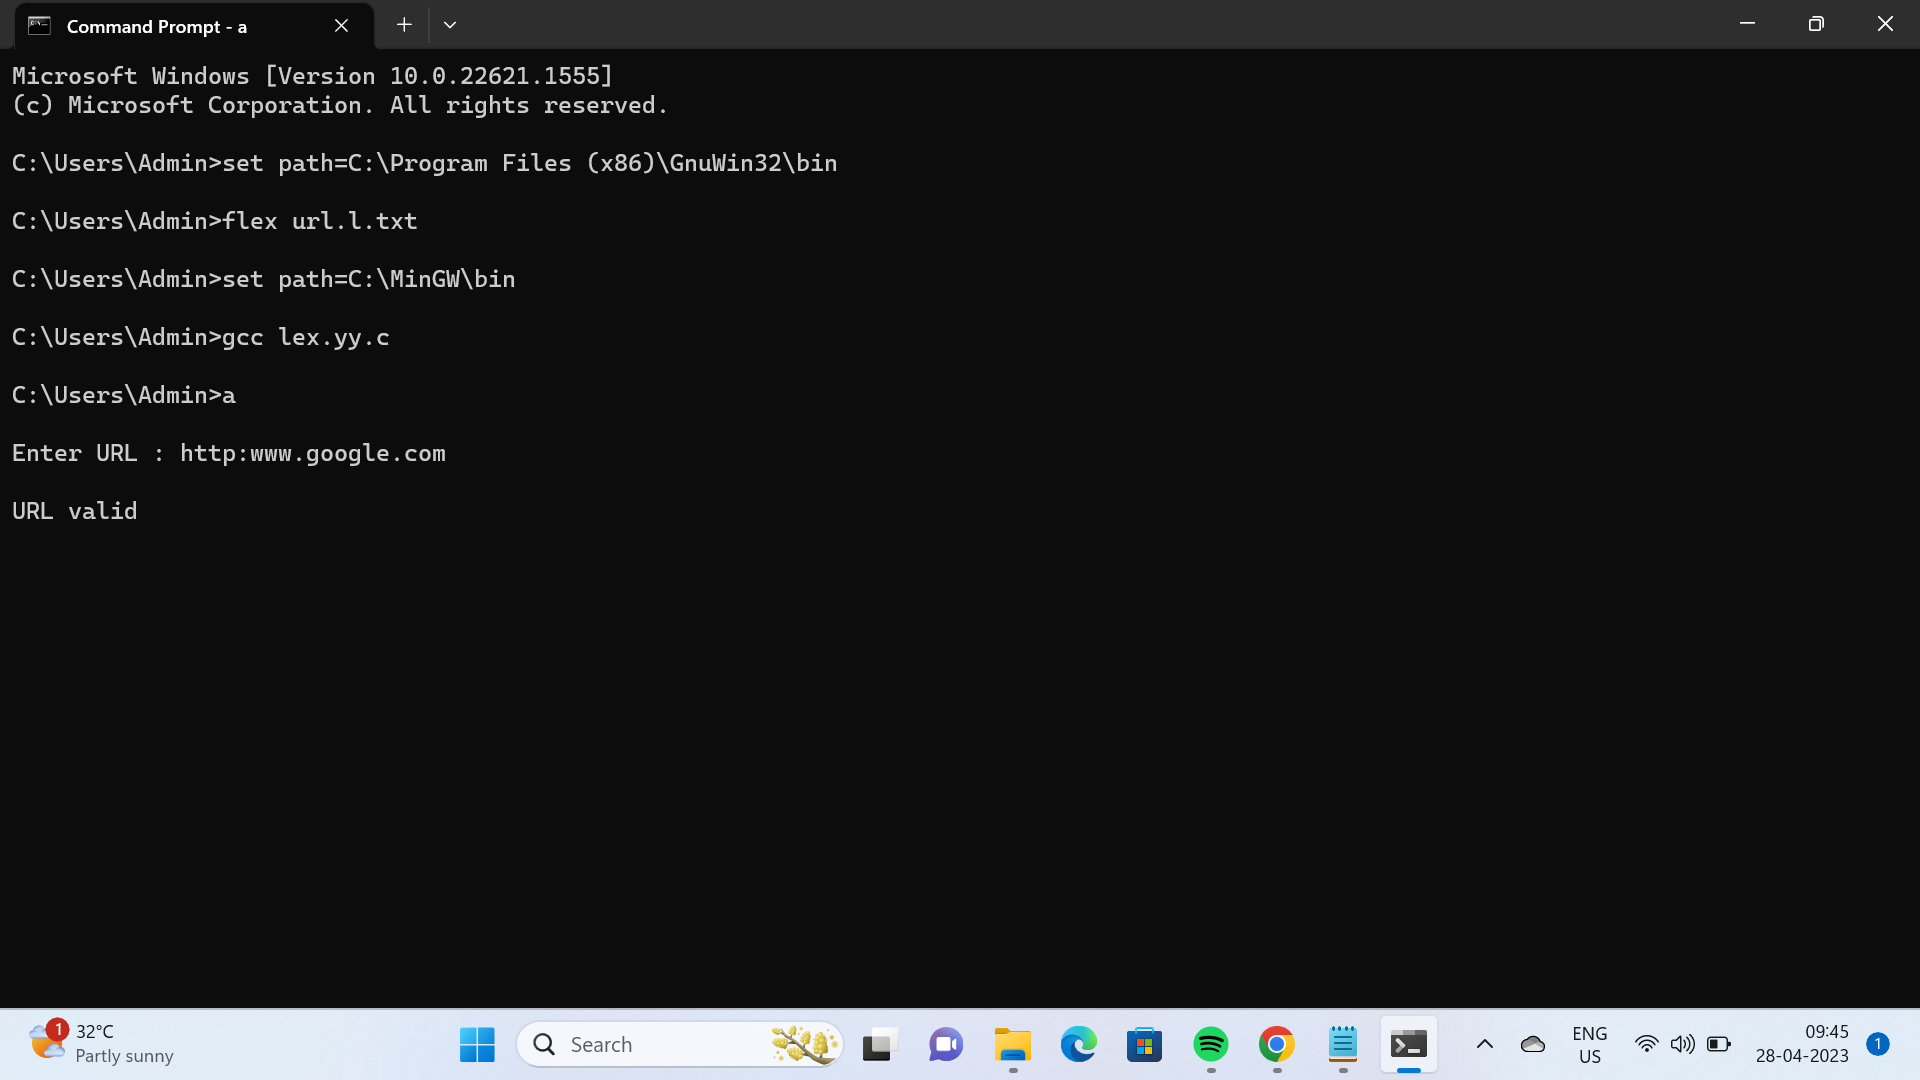 Command Prompt - a
Microsoft Windows [Version 10.0.22621.1555]
(c) Microsoft Corporation. All rights reserved.
C:\Users\Admin>set path=C:\Program Files (x86)\GnuWin32\bin
C:\Users\Admin>flex url.l.txt
C:\Users\Admin>set path=C:\MinGW\bin
C:\Users\Admin>gcc lex.yy.c
C:\Users\Admin>a
Enter URL : http:www.google.com
URL valid
1
32°C
Partly sunny
Search
ENG
US
09:45
28-04-2023
1